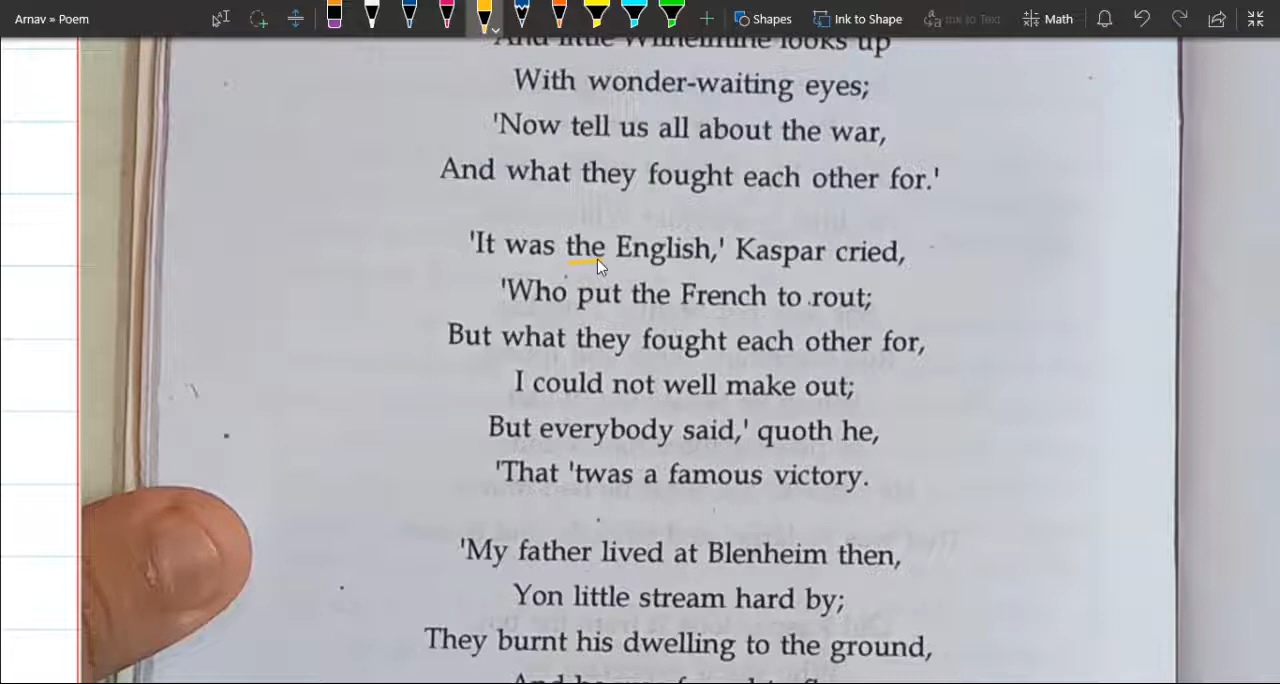 Arnav » Poem
Shapes
Ink to Shape
Ink to Text
Math
And little Wilhelmine looks up
With wonder-waiting eyes;
'Now tell us all about the war,
And what they fought each other for.'
'It was the English,' Kaspar cried,
'Who put the French to rout;
But what they fought each other for,
I could not well make out;
But everybody said,' quoth he,
'That 'twas a famous victory.
'My father lived at Blenheim then,
Yon little stream hard by;
They burnt his dwelling to the ground,